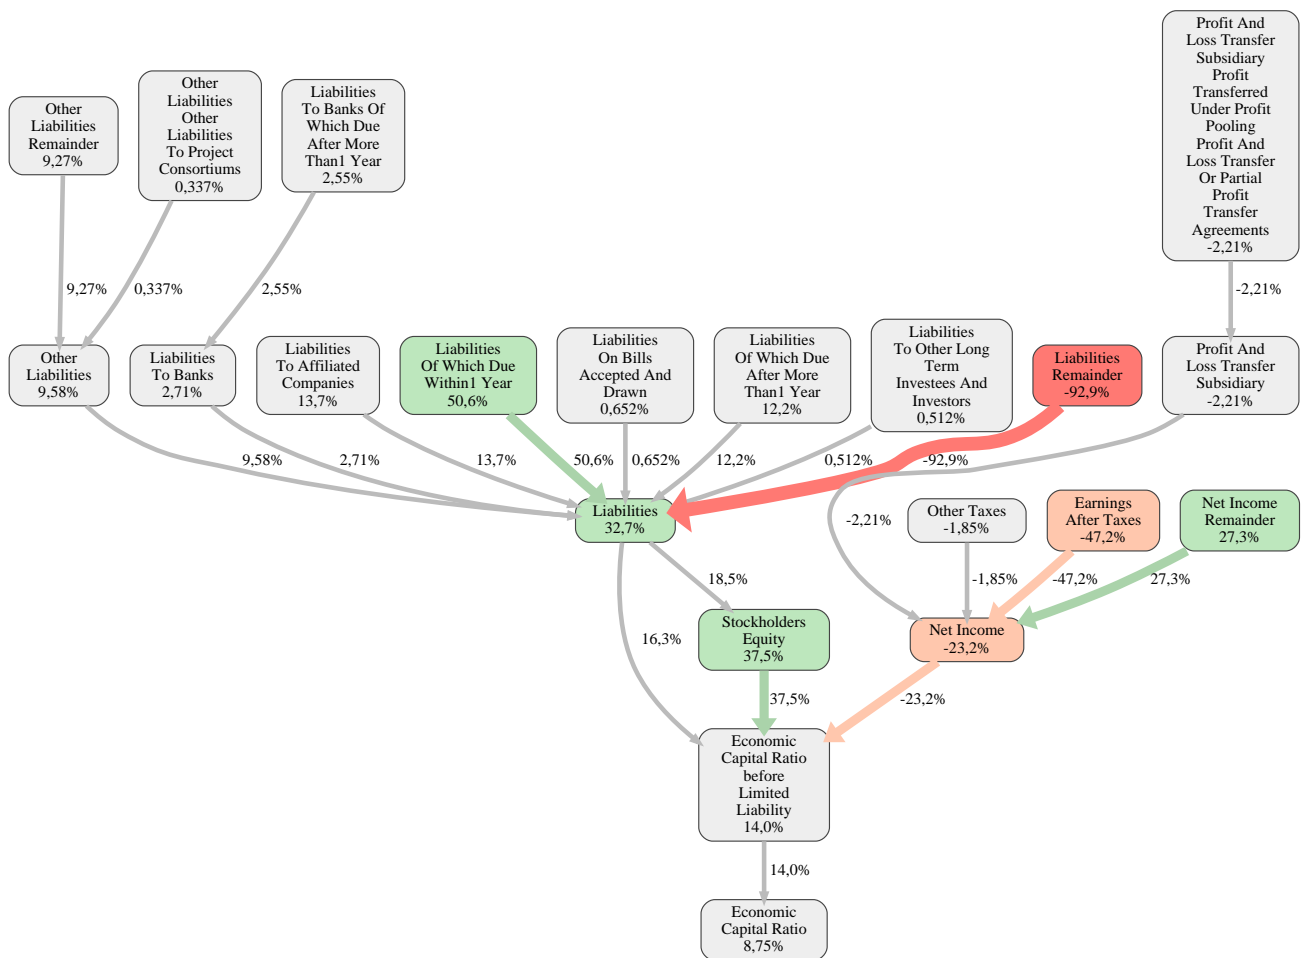 Profit And
Loss Transfer
Subsidiary
Profit
Transferred
Under Profit
Pooling
Profit And
Loss Transfer
Or Partial
Profit
Transfer
Agreements
-2,21%
Other
Liabilities
Other
Liabilities
To Project
Consortiums
0,337%
Liabilities
To Banks Of
Which Due
After More
Than1 Year
2,55%
Other
Liabilities
Remainder
9,27%
9,27%
0,337%
2,55%
-2,21%
Other
Liabilities
9,58%
Liabilities
To Banks
2,71%
Liabilities
To Affiliated
Companies
13,7%
Liabilities
Of Which Due
Within1 Year
50,6%
Liabilities
On Bills
Accepted And
Drawn
0,652%
Liabilities
Of Which Due
After More
Than1 Year
12,2%
Liabilities
To Other Long
Term
Investees And
Investors
0,512%
Liabilities
Remainder
-92,9%
Profit And
Loss Transfer
Subsidiary
-2,21%
9,58%
2,71%
13,7%
50,6%
0,652%
12,2%
0,512%
-92,9%
Liabilities
32,7%
-2,21%
Other Taxes
-1,85%
Earnings
After Taxes
-47,2%
Net Income
Remainder
27,3%
18,5%
-1,85%
-47,2%
27,3%
16,3%
Stockholders
Equity
37,5%
Net Income
-23,2%
37,5%
-23,2%
Economic
Capital Ratio
before
Limited
Liability
14,0%
14,0%
Economic
Capital Ratio
8,75%